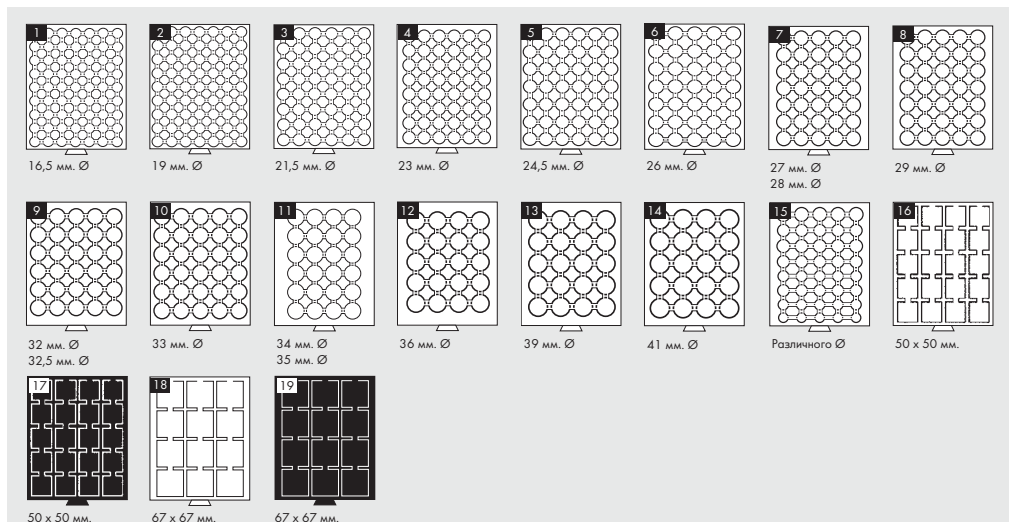 1 2 3 4 5 6 7 8
16,5 мм. Ø 19 мм. Ø 21,5 мм. Ø 23 мм. Ø 24,5 мм. Ø 26 мм. Ø 27 мм. Ø 29 мм. Ø
28 мм. Ø
9 10 11 12 13 14 15 16
32 мм. Ø 33 мм. Ø 34 мм. Ø 36 мм. Ø 39 мм. Ø 41 мм. Ø Различного Ø 50 x 50 мм.
32,5 мм. Ø 35 мм. Ø
17 18 19
50 x 50 мм. 67 x 67 мм. 67 x 67 мм.